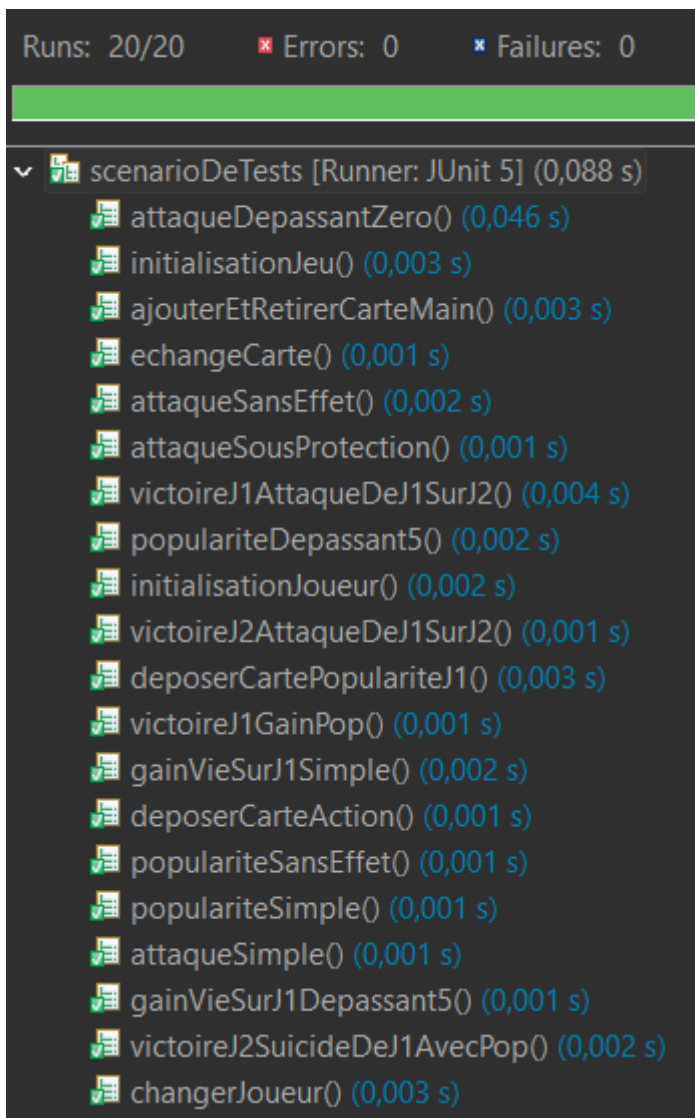 Runs: 20/20 Errors: 0 Failures: 0
scenarioDeTests [Runner: JUnit 5] (0,088 s)
attaqueDepassantZero() (0,046 s)
initialisationJeu() (0,003 s)
ajouterEtRetirerCarteMain() (0,003 s)
echangeCarte() (0,001 s)
attaqueSansEffet() (0,002 s)
attaqueSousProtection() (0,001 s)
victoireJ1AttaqueDeJ1SurJ2() (0,004 s)
populariteDepassant5() (0,002 s)
initialisationJoueur() (0,002 s)
victoireJ2AttaqueDeJ1SurJ2() (0,001 s)
deposerCartePopulariteJ1() (0,003 s)
victoireJ1GainPop() (0,001 s)
gainVieSurJ1Simple() (0,002 s)
deposerCarteAction() (0,001 s)
populariteSansEffet() (0,001 s)
populariteSimple() (0,001 s)
attaqueSimple() (0,001 s)
gainVieSurJ1Depassant5() (0,001 s)
victoireJ2SuicideDeJ1AvecPop() (0,002 s)
changerJoueur() (0,003 s)